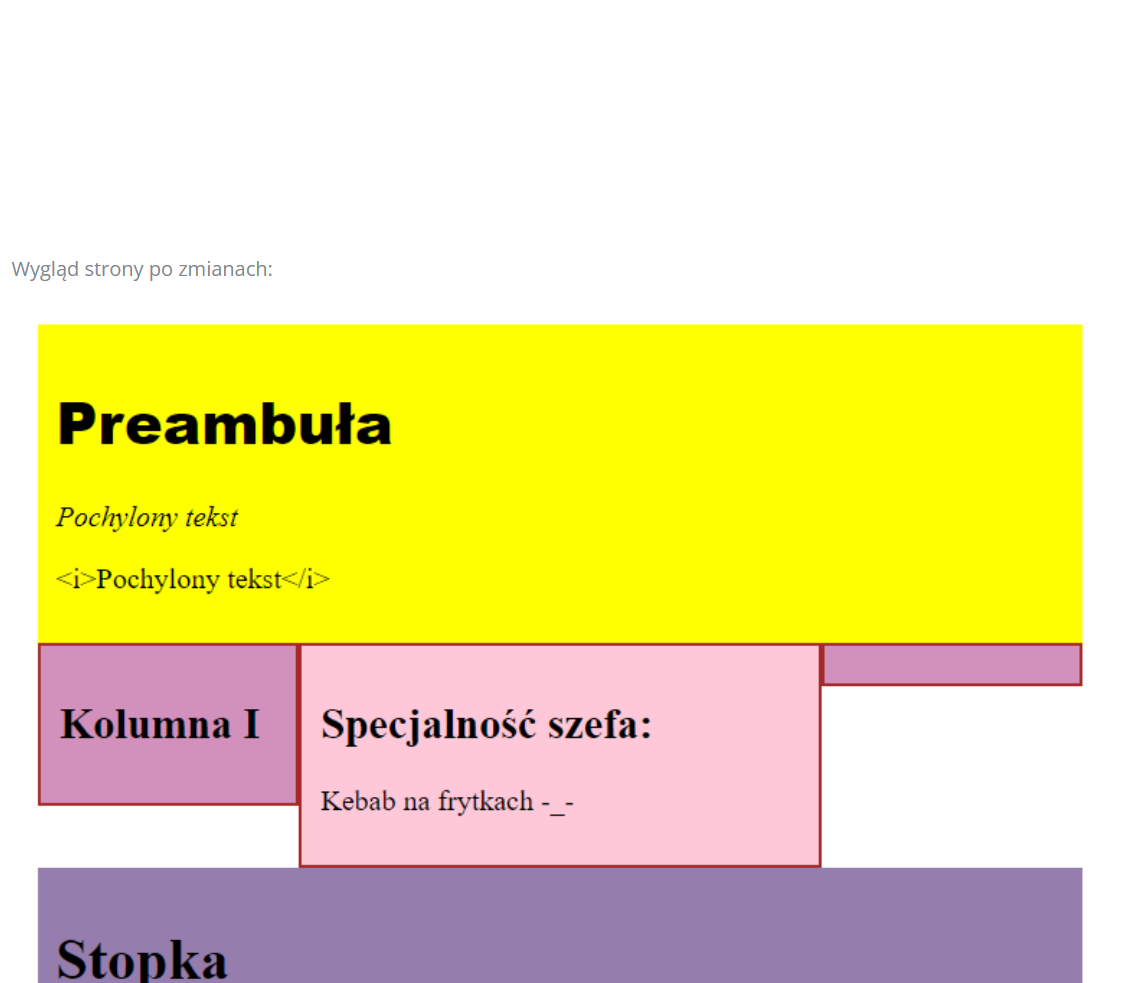 Wygląd strony po zmianach:
Preambuła
Pochylony tekst
<i>Pochylony tekst</i>
Kolumna I
Specjalność szefa:
Kebab na frytkach -_-
Stopka